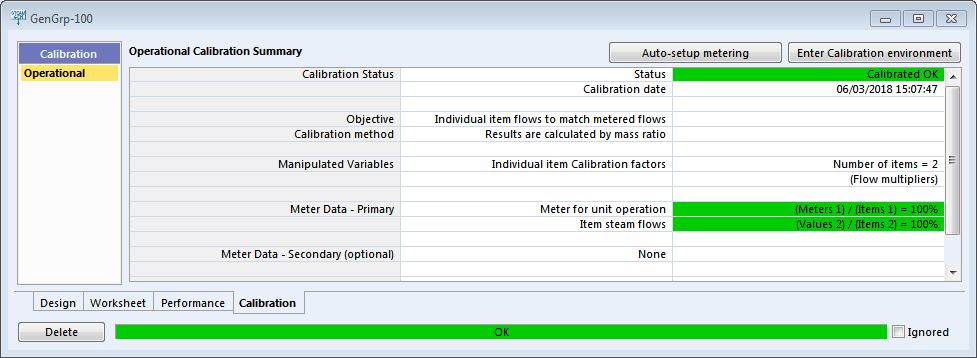 GenGrp-100
Calibration
Operational
Operational Calibration Summary
Auto-setup metering
Enter Calibration environment
Calibration Status Status Calibrated OK
Calibration date 06/03/2018 15:07:47
Objective Individual item flows to match metered flows
Calibration method Results are calculated by mass ratio
Manipulated Variables Individual item Calibration factors Number of items = 2
(Flow multipliers)
Meter Data - Primary Meter for unit operation (Meters 1) / (Items 1) = 100%
Item steam flows (Values 2) / (Items 2) = 100%
Meter Data - Secondary (optional) None
Design Worksheet Performance Calibration
Delete OK Ignored